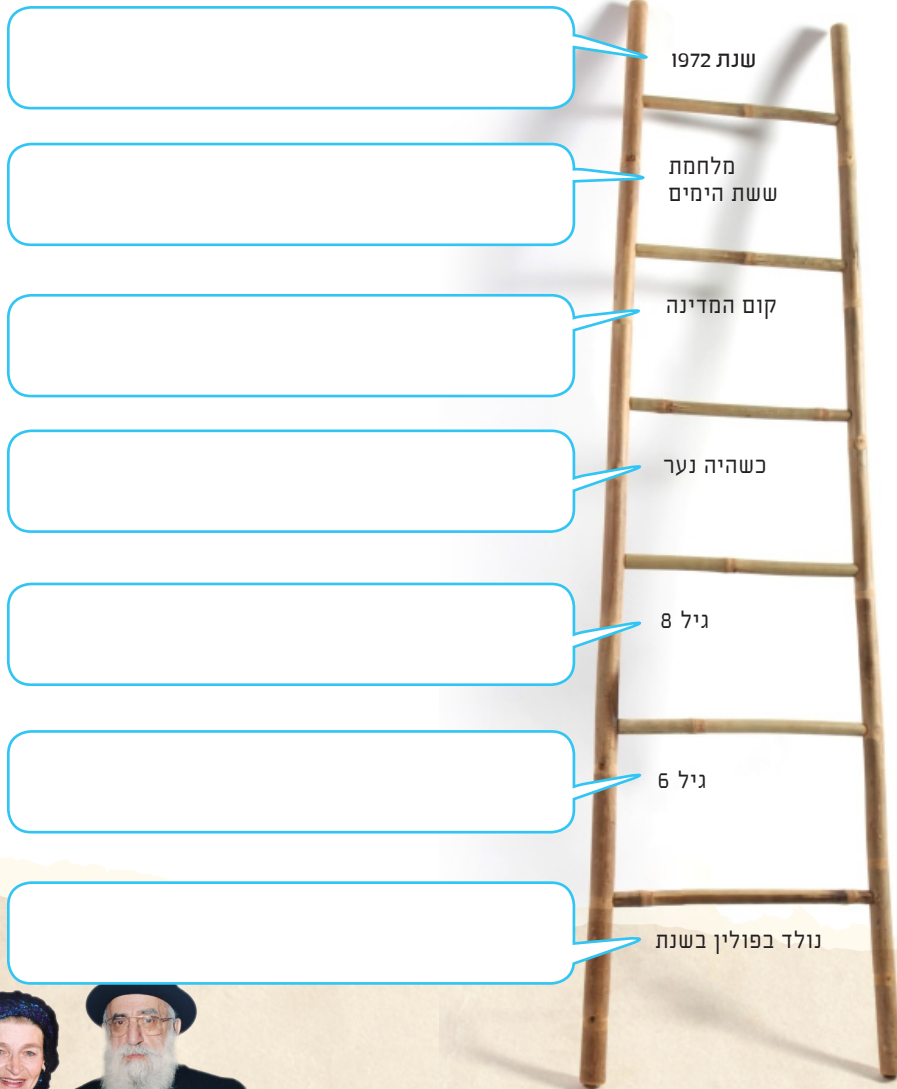 שנת 1972
מלחמת
ששת הימים
קום המדינה
כשהיה נער
גיל 8
גיל 6
נולד בפולין בשנת